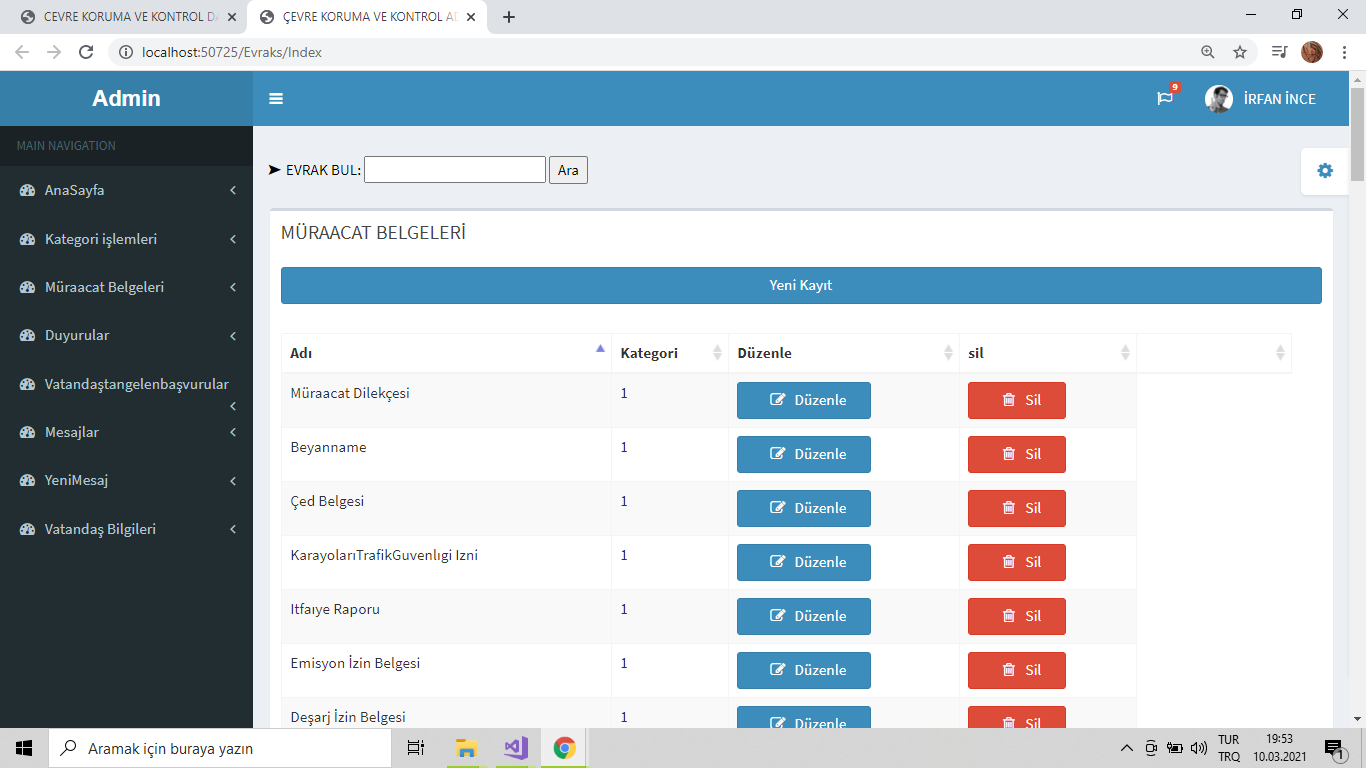 CEVRE KORUMA VE KONTROL DA
ÇEVRE KORUMA VE KONTROL AD
localhost:50725/Evraks/Index
Admin
9
İRFAN İNCE
MAIN NAVIGATION
AnaSayfa
Kategori işlemleri
Müraacat Belgeleri
Duyurular
Vatandaştangelenbaşvurular
Mesajlar
YeniMesaj
Vatandaş Bilgileri
➤ EVRAK BUL: Ara
MÜRAACAT BELGELERİ
Yeni Kayıt
Adı Kategori Düzenle sil
Müraacat Dilekçesi 1 Düzenle Sil
Beyanname 1 Düzenle Sil
Çed Belgesi 1 Düzenle Sil
KarayolarıTrafikGuvenlıgi Izni 1 Düzenle Sil
Itfaıye Raporu 1 Düzenle Sil
Emisyon İzin Belgesi 1 Düzenle Sil
Deşarj İzin Belgesi 1 Düzenle Sil
Aramak için buraya yazın
TUR 19:53
TRQ 10.03.2021
1